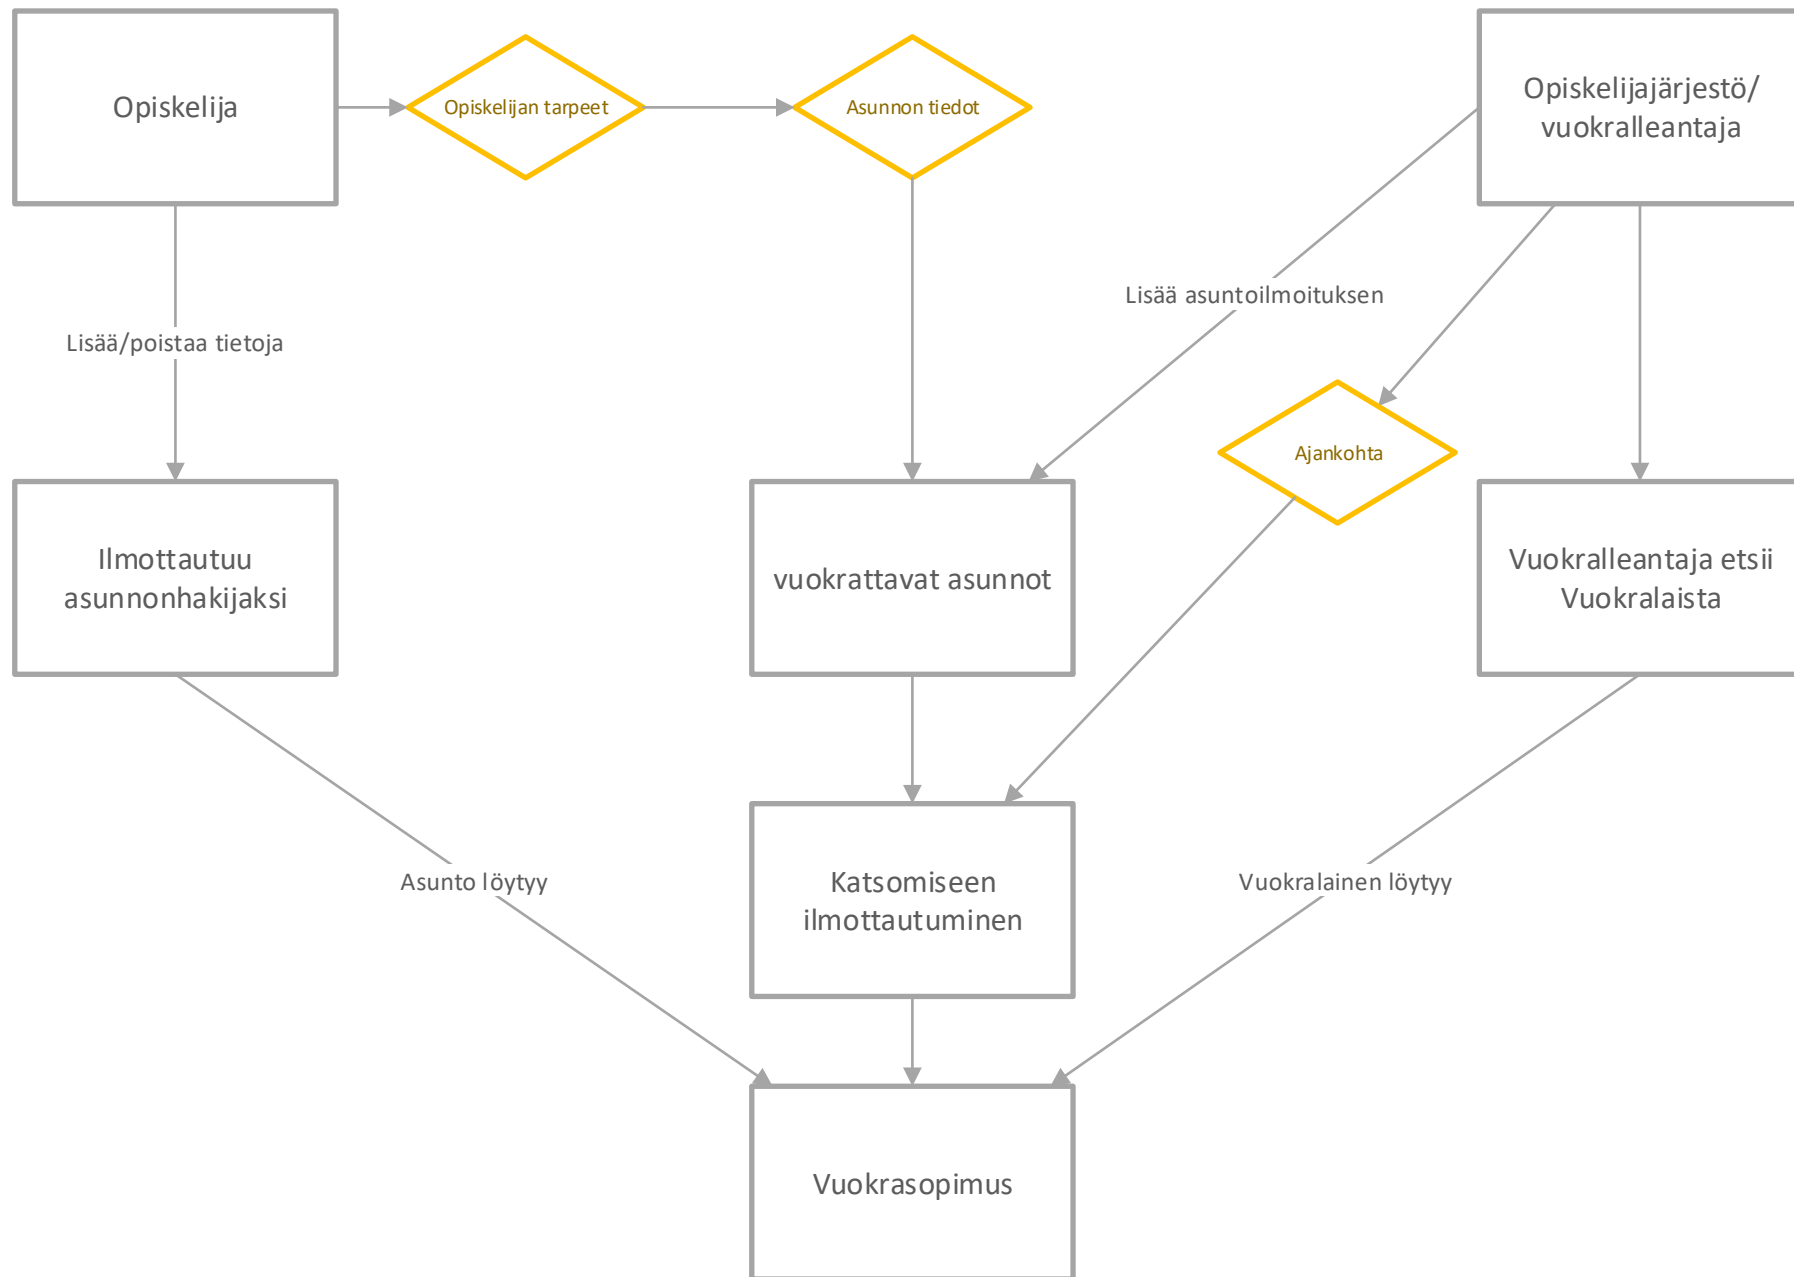 Opiskelija
Opiskelijan tarpeet
Asunnon tiedot
Opiskelijajärjestö/
vuokralleantaja
Lisää asuntoilmoituksen
Lisää/poistaa tietoja
Ajankohta
Ilmottautuu
asunnonhakijaksi
vuokrattavat asunnot
Vuokralleantaja etsii
Vuokralaista
Asunto löytyy
Katsomiseen
ilmottautuminen
Vuokralainen löytyy
Vuokrasopimus